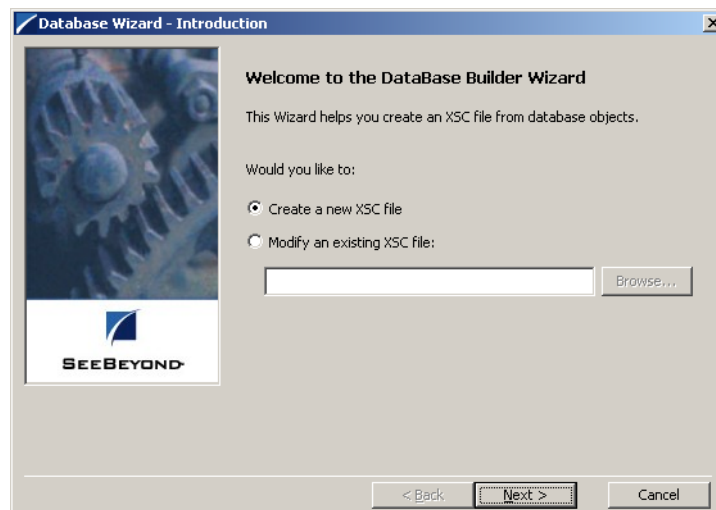 Database Wizard - Introduction
Welcome to the DataBase Builder Wizard
This Wizard helps you create an XSC file from database objects.
Would you like to:
Create a new XSC file
Modify an existing XSC file:
Browse...
SEEBEYOND
< Back
Next >
Cancel